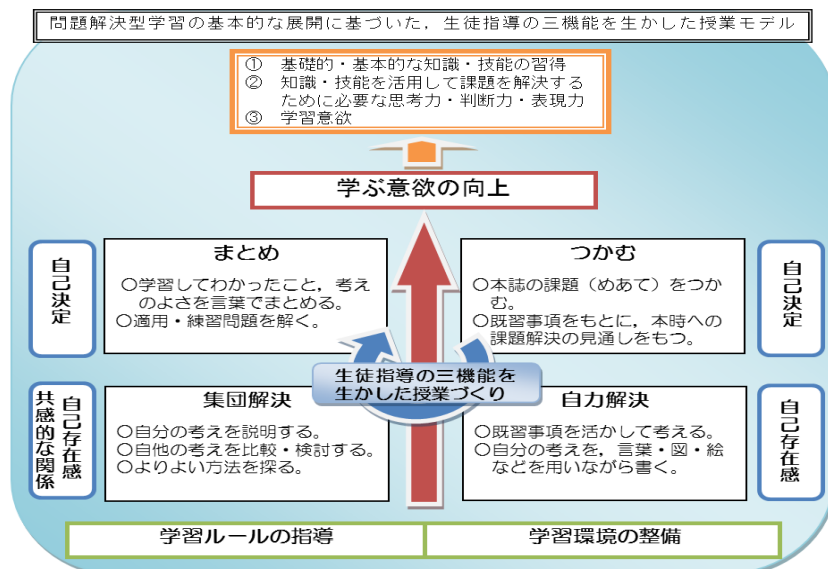 問題解決型学習の基本的な展開に基づいた，生徒指導の三機能を生かした授業モデル
①　基礎的・基本的な知識・技能の習得
②　知識・技能を活用して課題を解決する
ために必要な思考力・判断力・表現力
③　学習意欲
学ぶ意欲の向上
自己決定
まとめ
○学習してわかったこと，考え
のよさを言葉でまとめる。
○適用・練習問題を解く。
つかむ
○本誌の課題（めあて）をつか
む。
○既習事項をもとに，本時への
課題解決の見通しをもつ。
自己決定
生徒指導の三機能を
生かした授業づくり
自己存在感
共感的な関係
集団解決
○自分の考えを説明する。
○自他の考えを比較・検討する。
○よりよい方法を探る。
自力解決
○既習事項を活かして考える。
○自分の考えを，言葉・図・絵
などを用いながら書く。
自己存在感
学習ルールの指導
学習環境の整備